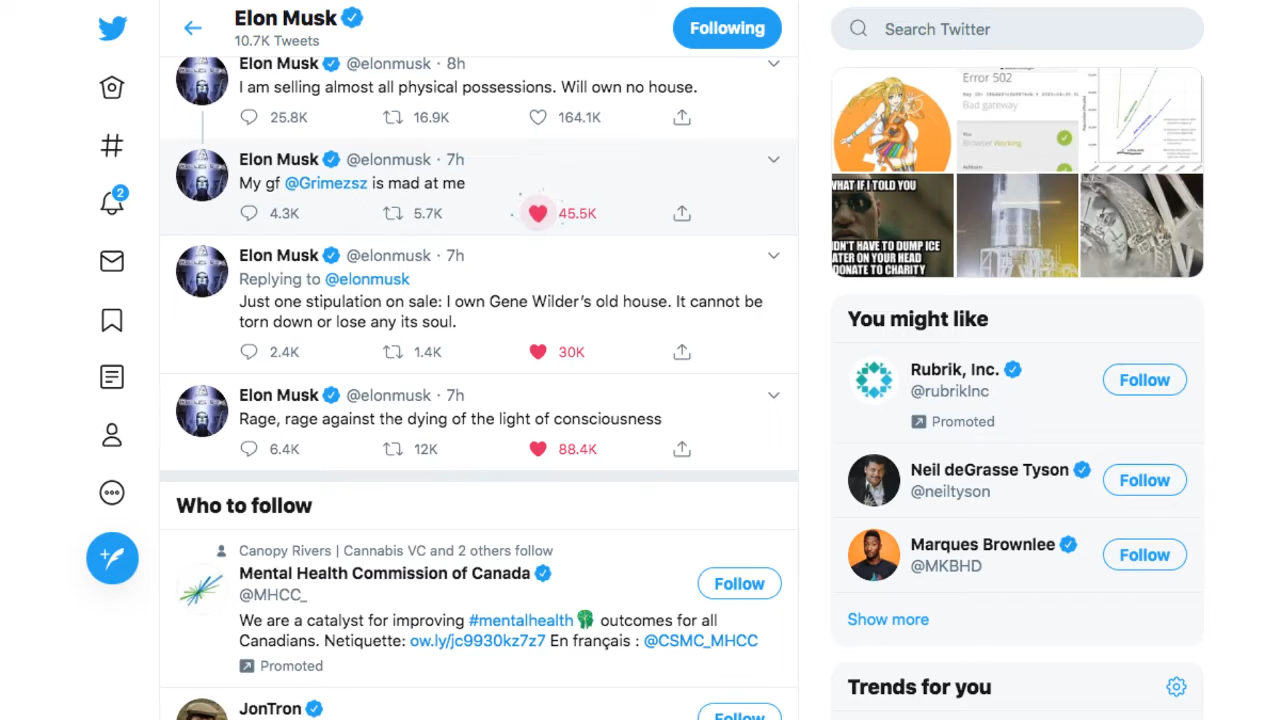 Elon Musk
10.7K Tweets
Following
Elon Musk @elonmusk · 8h
I am selling almost all physical possessions. Will own no house.
25.8K 16.9K 164.1K
Elon Musk @elonmusk · 7h
My gf @Grimezsz is mad at me
4.3K 5.7K 45.5K
Elon Musk @elonmusk · 7h
Replying to @elonmusk
Just one stipulation on sale: I own Gene Wilder’s old house. It cannot be
torn down or lose any its soul.
2.4K 1.4K 30K
Elon Musk @elonmusk · 7h
Rage, rage against the dying of the light of consciousness
6.4K 12K 88.4K
Who to follow
Canopy Rivers | Cannabis VC and 2 others follow
Mental Health Commission of Canada
@MHCC_
Follow
We are a catalyst for improving #mentalhealth outcomes for all
Canadians. Netiquette: ow.ly/jc9930kz7z7 En français : @CSMC_MHCC
Promoted
JonTron
Follow
2
Search Twitter
Error 502
Bad gateway
You
Browser Working
WHAT IF I TOLD YOU
DN'T HAVE TO DUMP ICE
ATER ON YOUR HEAD
DONATE TO CHARITY
You might like
Rubrik, Inc.
@rubrikInc
Follow
Promoted
Neil deGrasse Tyson
@neiltyson
Follow
Marques Brownlee
@MKBHD
Follow
Show more
Trends for you